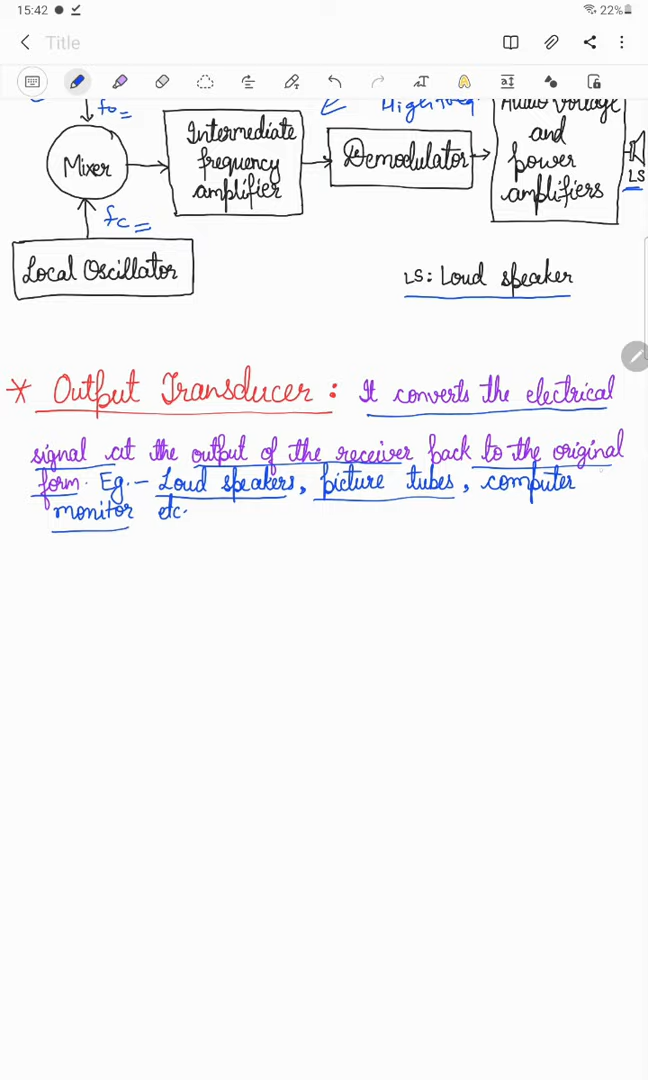 15:42
22%
Title
fo
High freq
Audio Voltage
and
power
amplifiers
Intermediate
frequency
amplifier
Mixer
Demodulator
LS
fc
Local Oscillator
LS: Loud speaker
* Output Transducer : It converts the electrical
signal at the output of the receiver back to the original
form. Eg. - Loud speakers, picture tubes, computer
monitor etc.